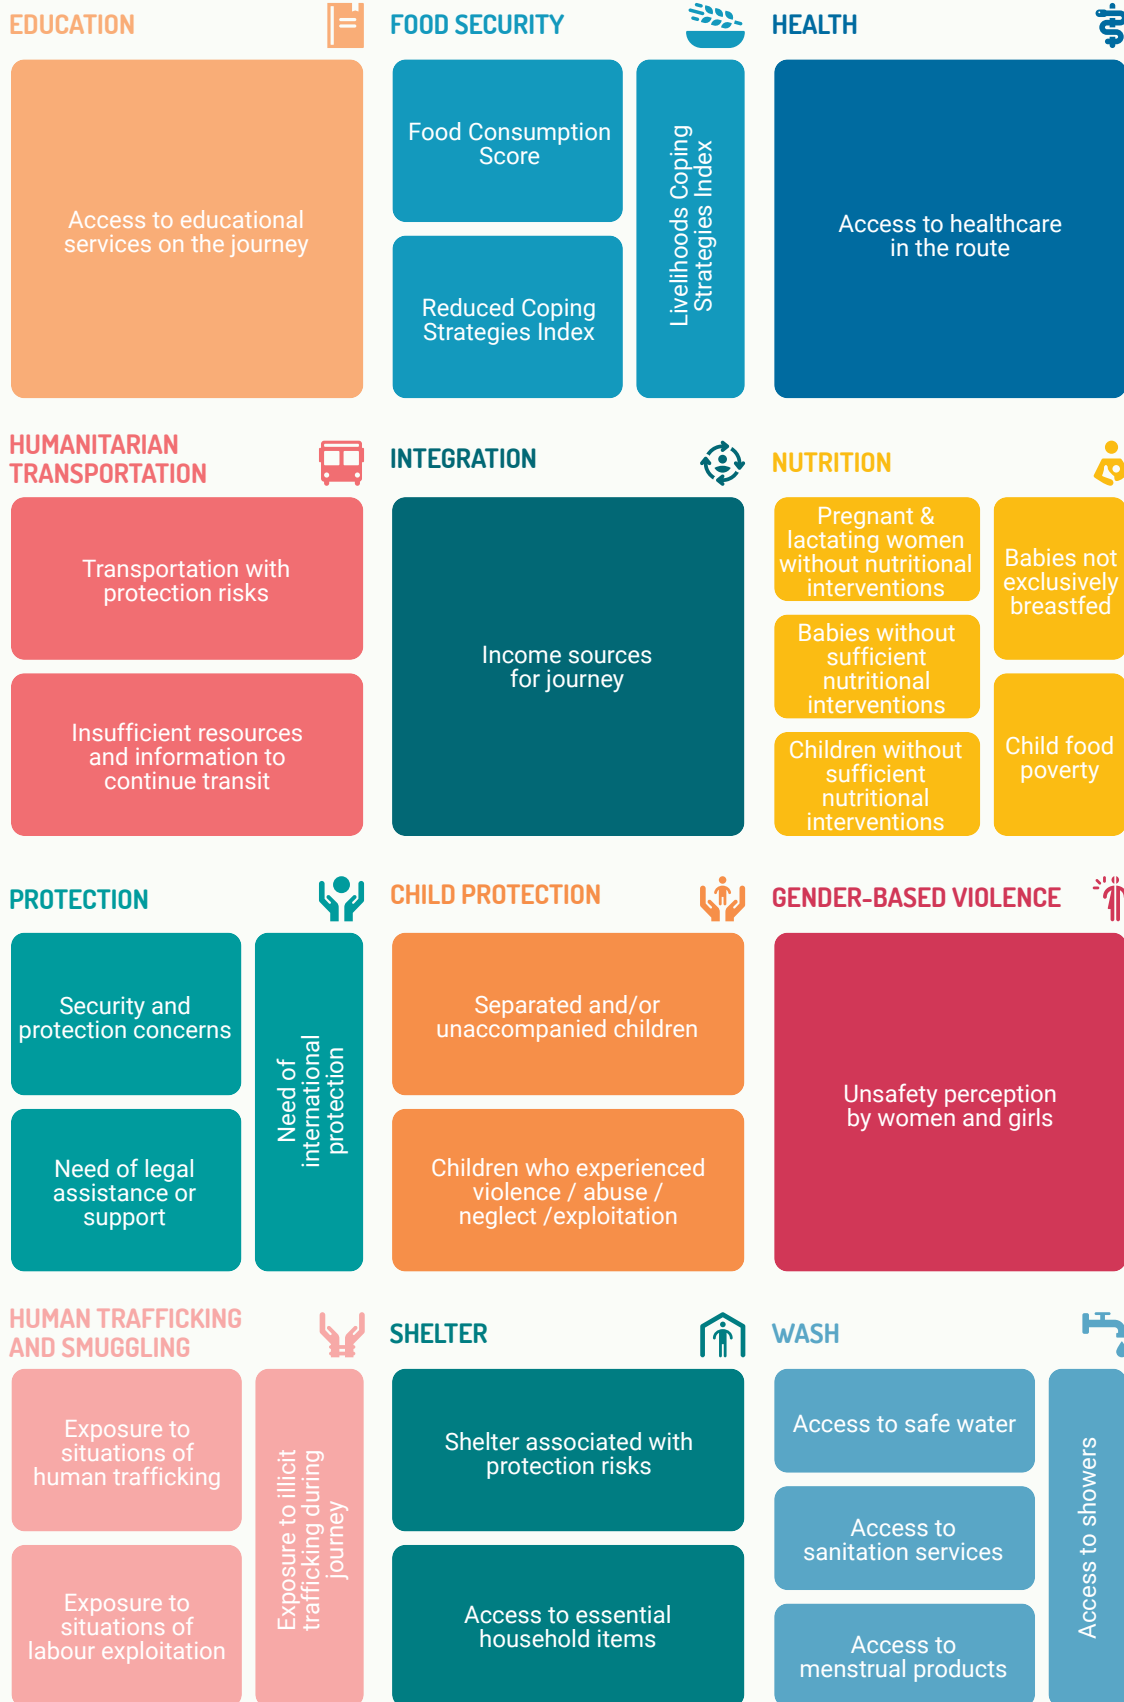 EDUCATION
Access to educational
services on the journey
FOOD SECURITY
Food Consumption
Score
Reduced Coping
Strategies Index
Livelihoods Coping
Strategies Index
HEALTH
Access to healthcare
in the route
HUMANITARIAN
TRANSPORTATION
Transportation with
protection risks
Insufficient resources
and information to
continue transit
INTEGRATION
Income sources
for journey
NUTRITION
Pregnant &
lactating women
without nutritional
interventions
Babies without
sufficient
nutritional
interventions
Children without
sufficient
nutritional
interventions
Babies not
exclusively
breastfed
Child food
poverty
PROTECTION
Security and
protection concerns
Need of legal
assistance or
support
Need of
international
protection
CHILD PROTECTION
Separated and/or
unaccompanied children
Children who experienced
violence / abuse /
neglect /exploitation
GENDER-BASED VIOLENCE
Unsafety perception
by women and girls
HUMAN TRAFFICKING
AND SMUGGLING
Exposure to
situations of
human trafficking
Exposure to
situations of
labour exploitation
Exposure to illicit
trafficking during
journey
SHELTER
Shelter associated with
protection risks
Access to essential
household items
WASH
Access to safe water
Access to
sanitation services
Access to
menstrual products
Access to showers